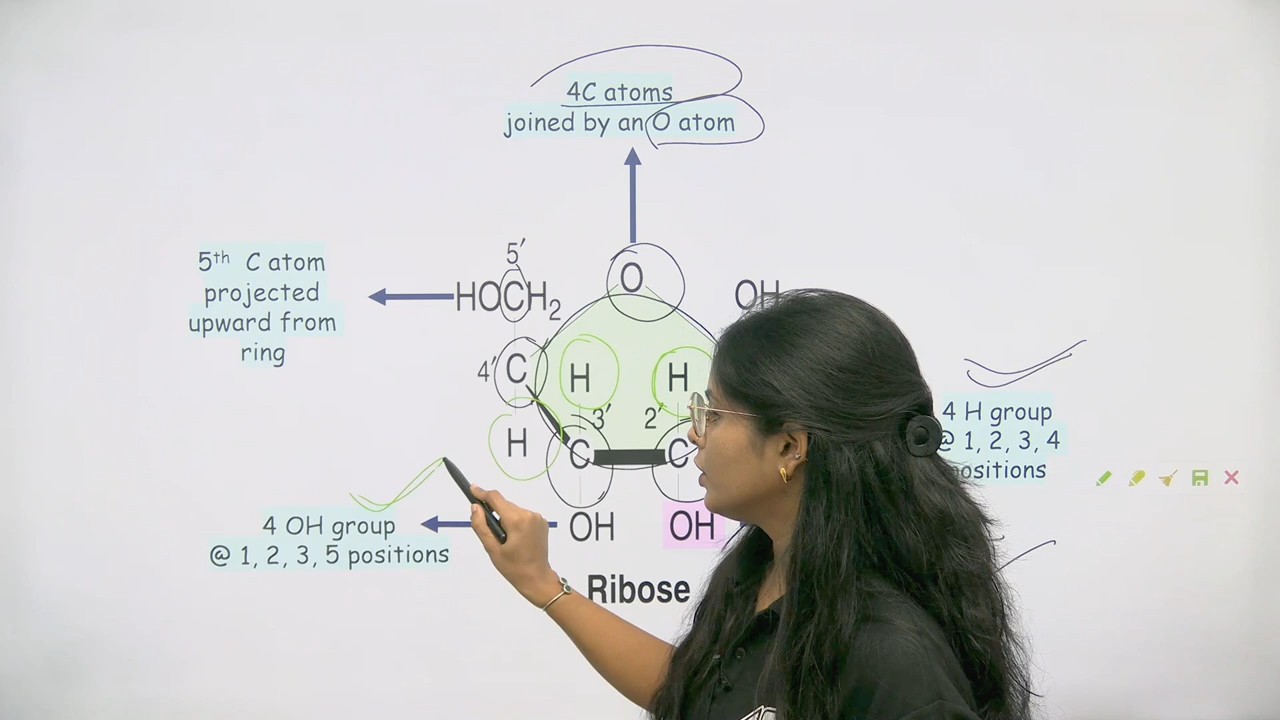 4C atoms
joined by an O atom
5th C atom
projected
upward from
ring
5′
HOCH2
O
OH
4′ C
H
H
3′
2′
H
C
C
4 H group
@ 1, 2, 3, 4
positions
4 OH group
@ 1, 2, 3, 5 positions
OH
OH
Ribose